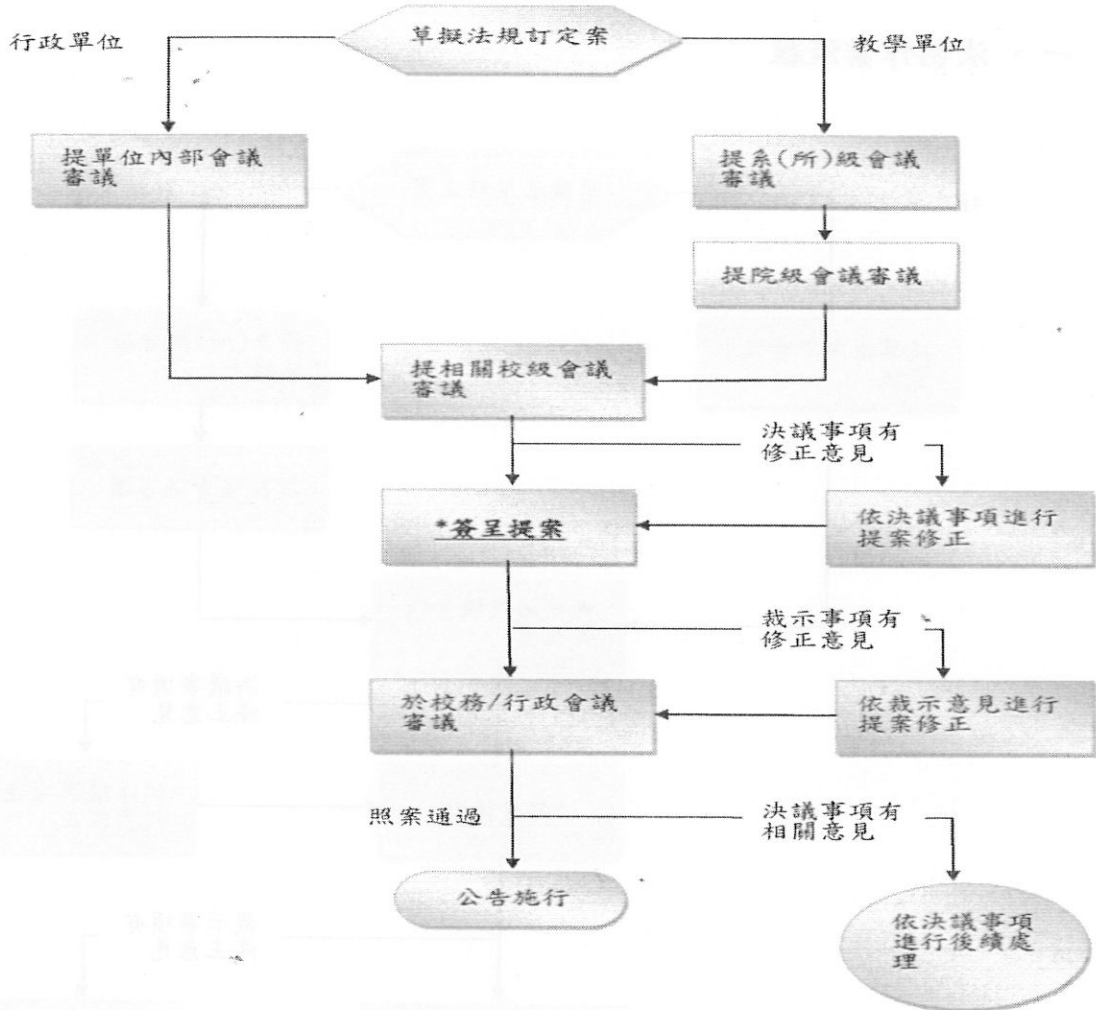 行政單位
草擬法規訂定案
教學單位
提單位內部會議
審議
提系(所)級會議
審議
提院級會議審議
提相關校級會議
審議
決議事項有
修正意見
*簽呈提案
依決議事項進行
提案修正
裁示事項有
修正意見
於校務/行政會議
審議
依裁示意見進行
提案修正
照案通過
決議事項有
相關意見
公告施行
依決議事項
進行後續處
理